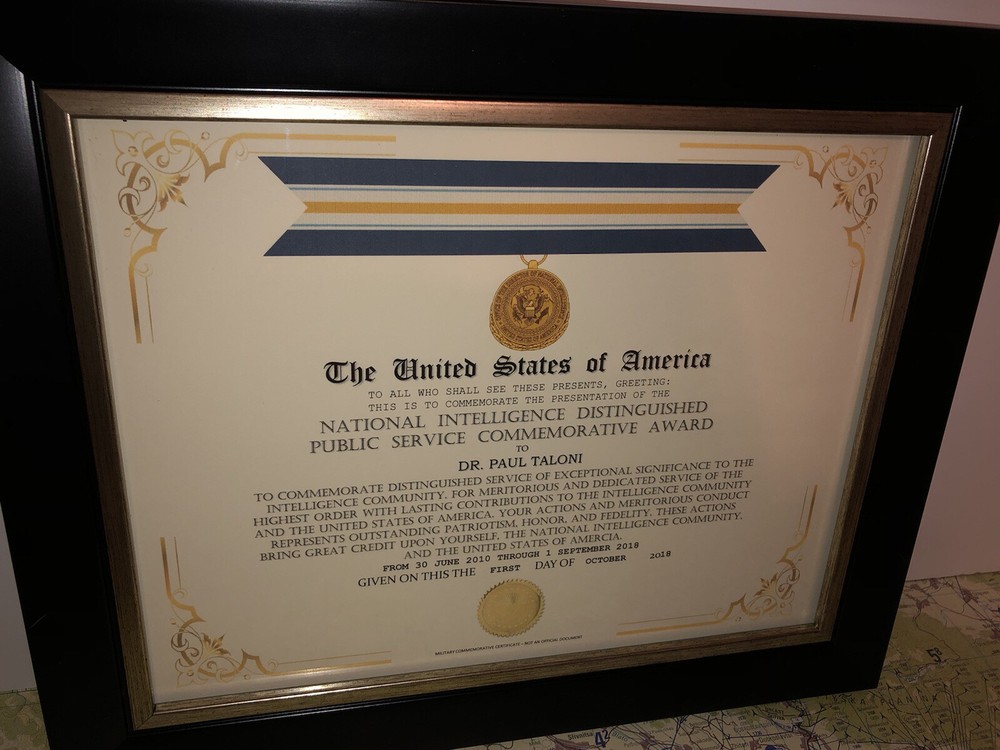 The United States of America
TO ALL WHO SHALL SEE THESE PRESENTS, GREETING:
THIS IS TO COMMEMORATE THE PRESENTATION OF THE
NATIONAL INTELLIGENCE DISTINGUISHED
PUBLIC SERVICE COMMEMORATIVE AWARD
TO
DR. PAUL TALONI
TO COMMEMORATE DISTINGUISHED SERVICE OF EXCEPTIONAL SIGNIFICANCE TO THE
INTELLIGENCE COMMUNITY. FOR MERITORIOUS AND DEDICATED SERVICE OF THE
HIGHEST ORDER WITH LASTING CONTRIBUTIONS TO THE INTELLIGENCE COMMUNITY
AND THE UNITED STATES OF AMERICA. YOUR ACTIONS AND MERITORIOUS CONDUCT
REPRESENTS OUTSTANDING PATRIOTISM, HONOR, AND FEDELITY. THESE ACTIONS
BRING GREAT CREDIT UPON YOURSELF, THE NATIONAL INTELLIGENCE COMMUNITY.
AND THE UNITED STATES OF AMERCIA.
FROM 30 JUNE 2010 THROUGH 1 SEPTEMBER 2018
GIVEN ON THIS THE FIRST DAY OF OCTOBER 2018
MILITARY COMMEMORATIVE CERTIFICATE - NOT AN OFFICIAL DOCUMENT
53
42